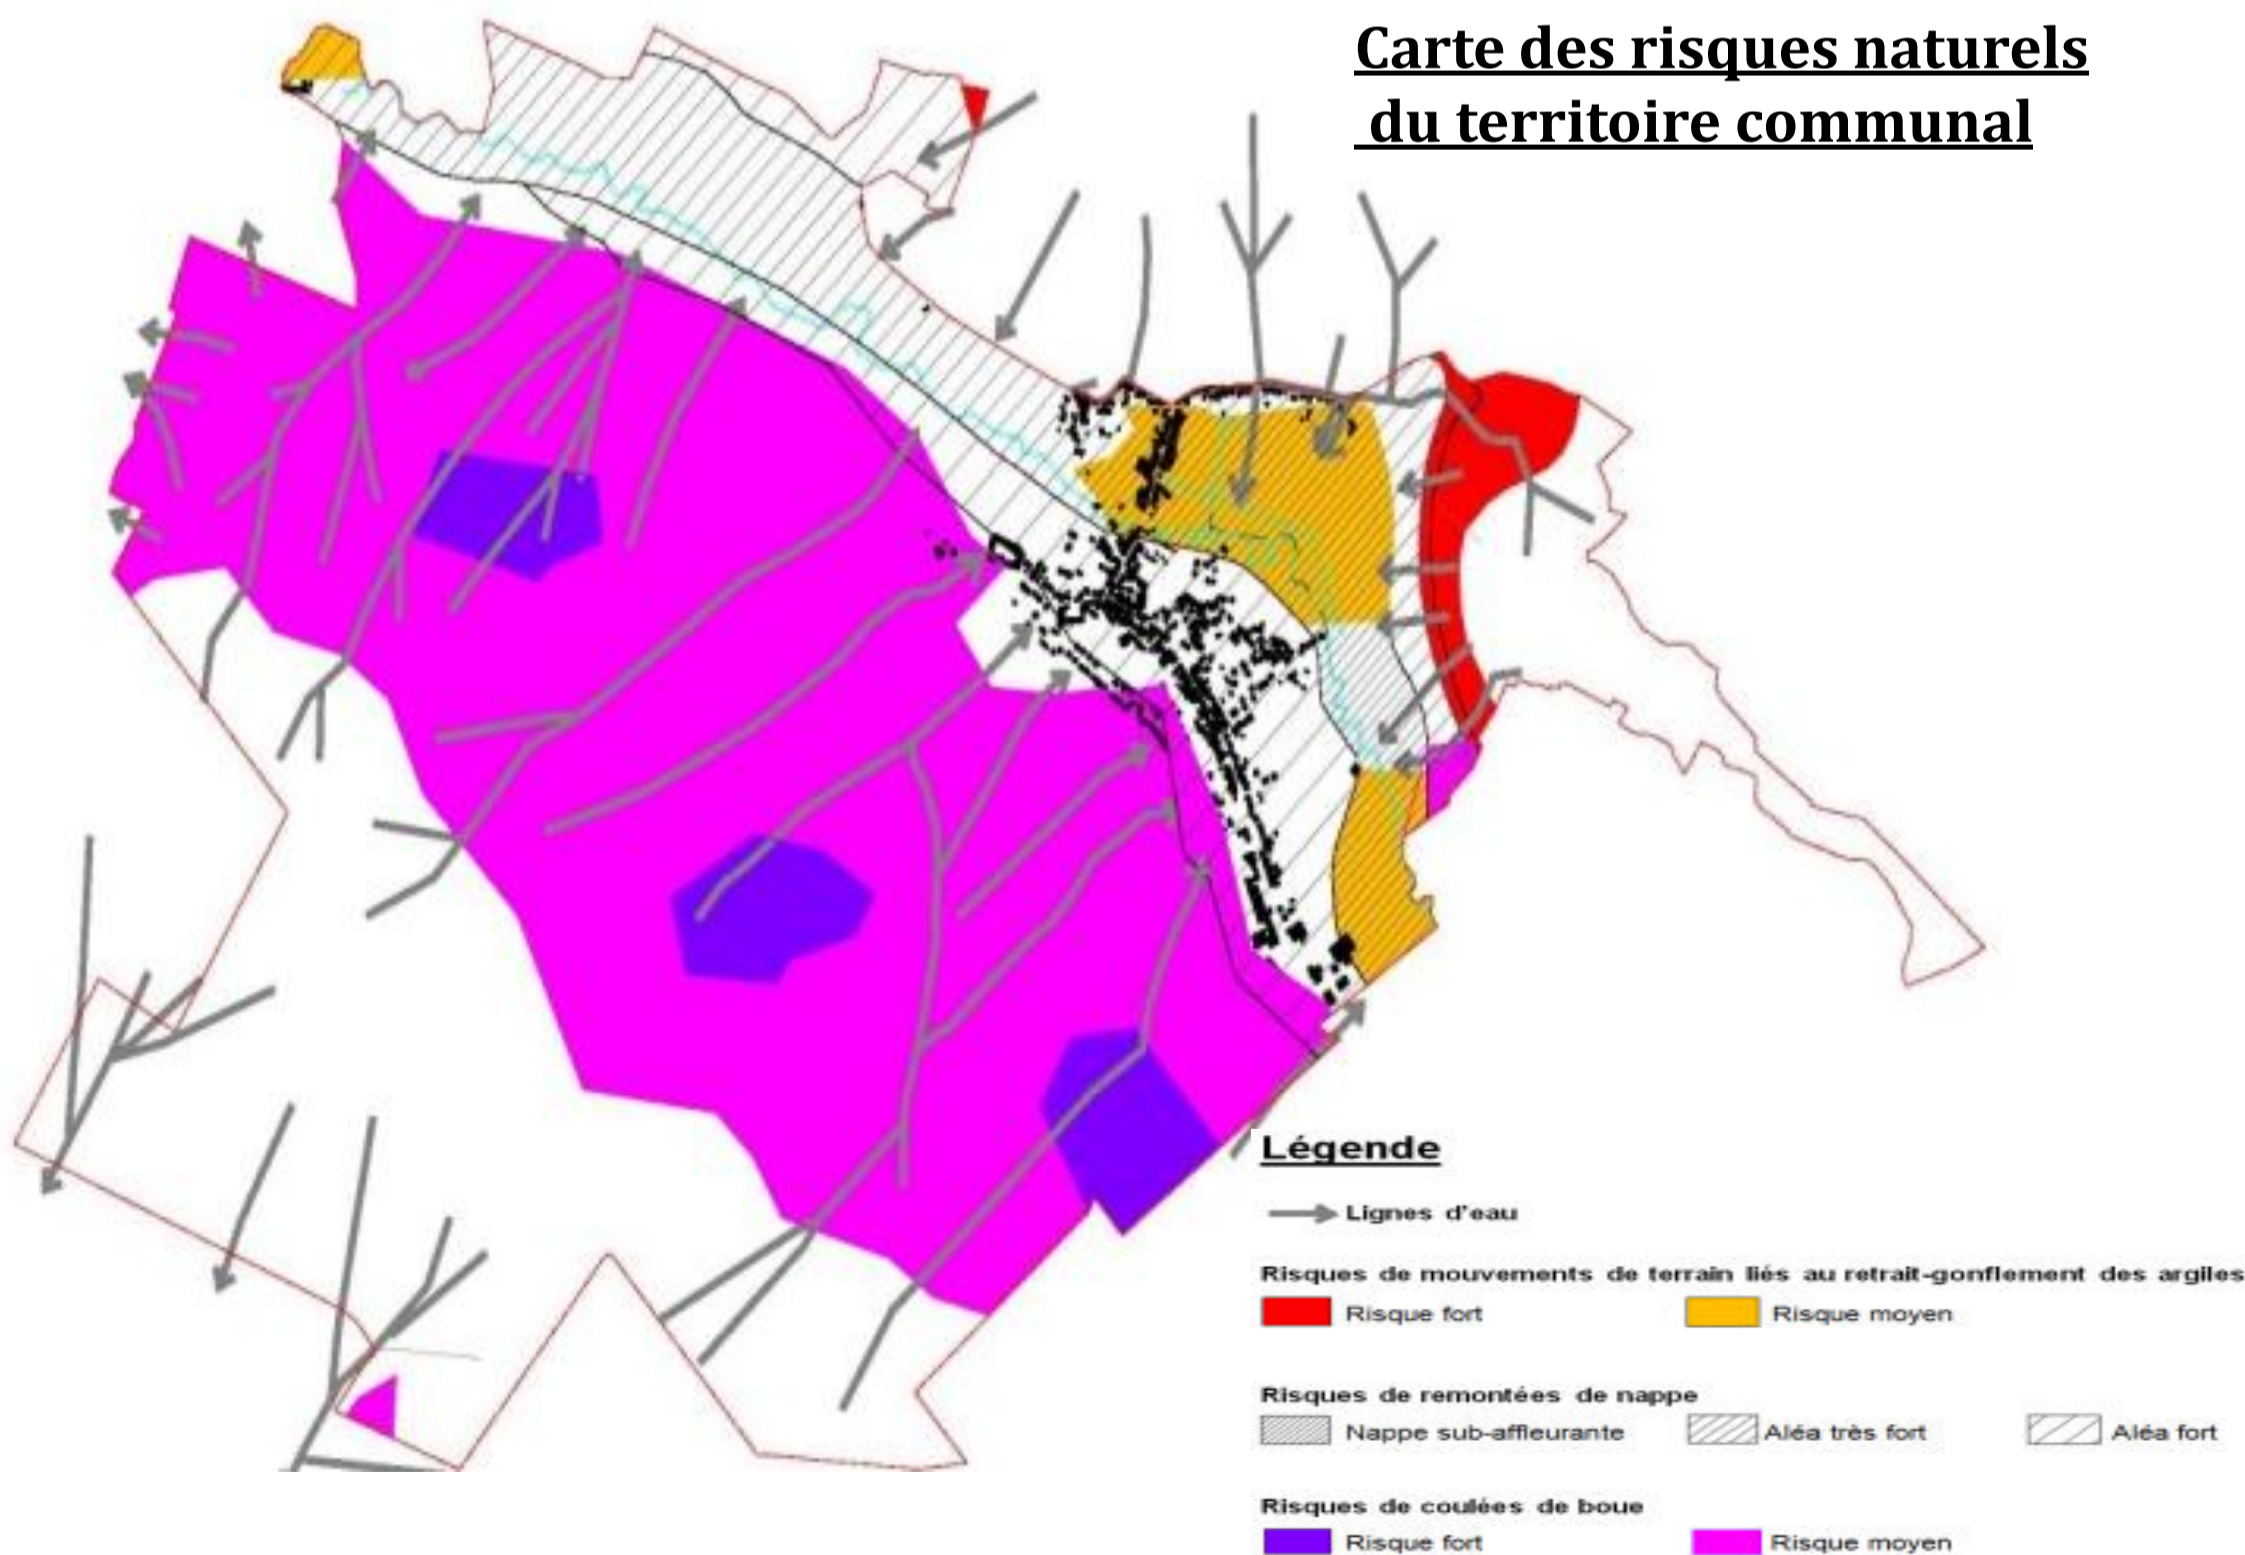 Carte des risques naturels
du territoire communal
Légende
Lignes d'eau
Risques de mouvements de terrain liés au retrait-gonflement des argiles
Risque fort Risque moyen
Risques de remontées de nappe
Nappe sub-affleurante Aléa très fort Aléa fort
Risques de coulées de boue
Risque fort Risque moyen